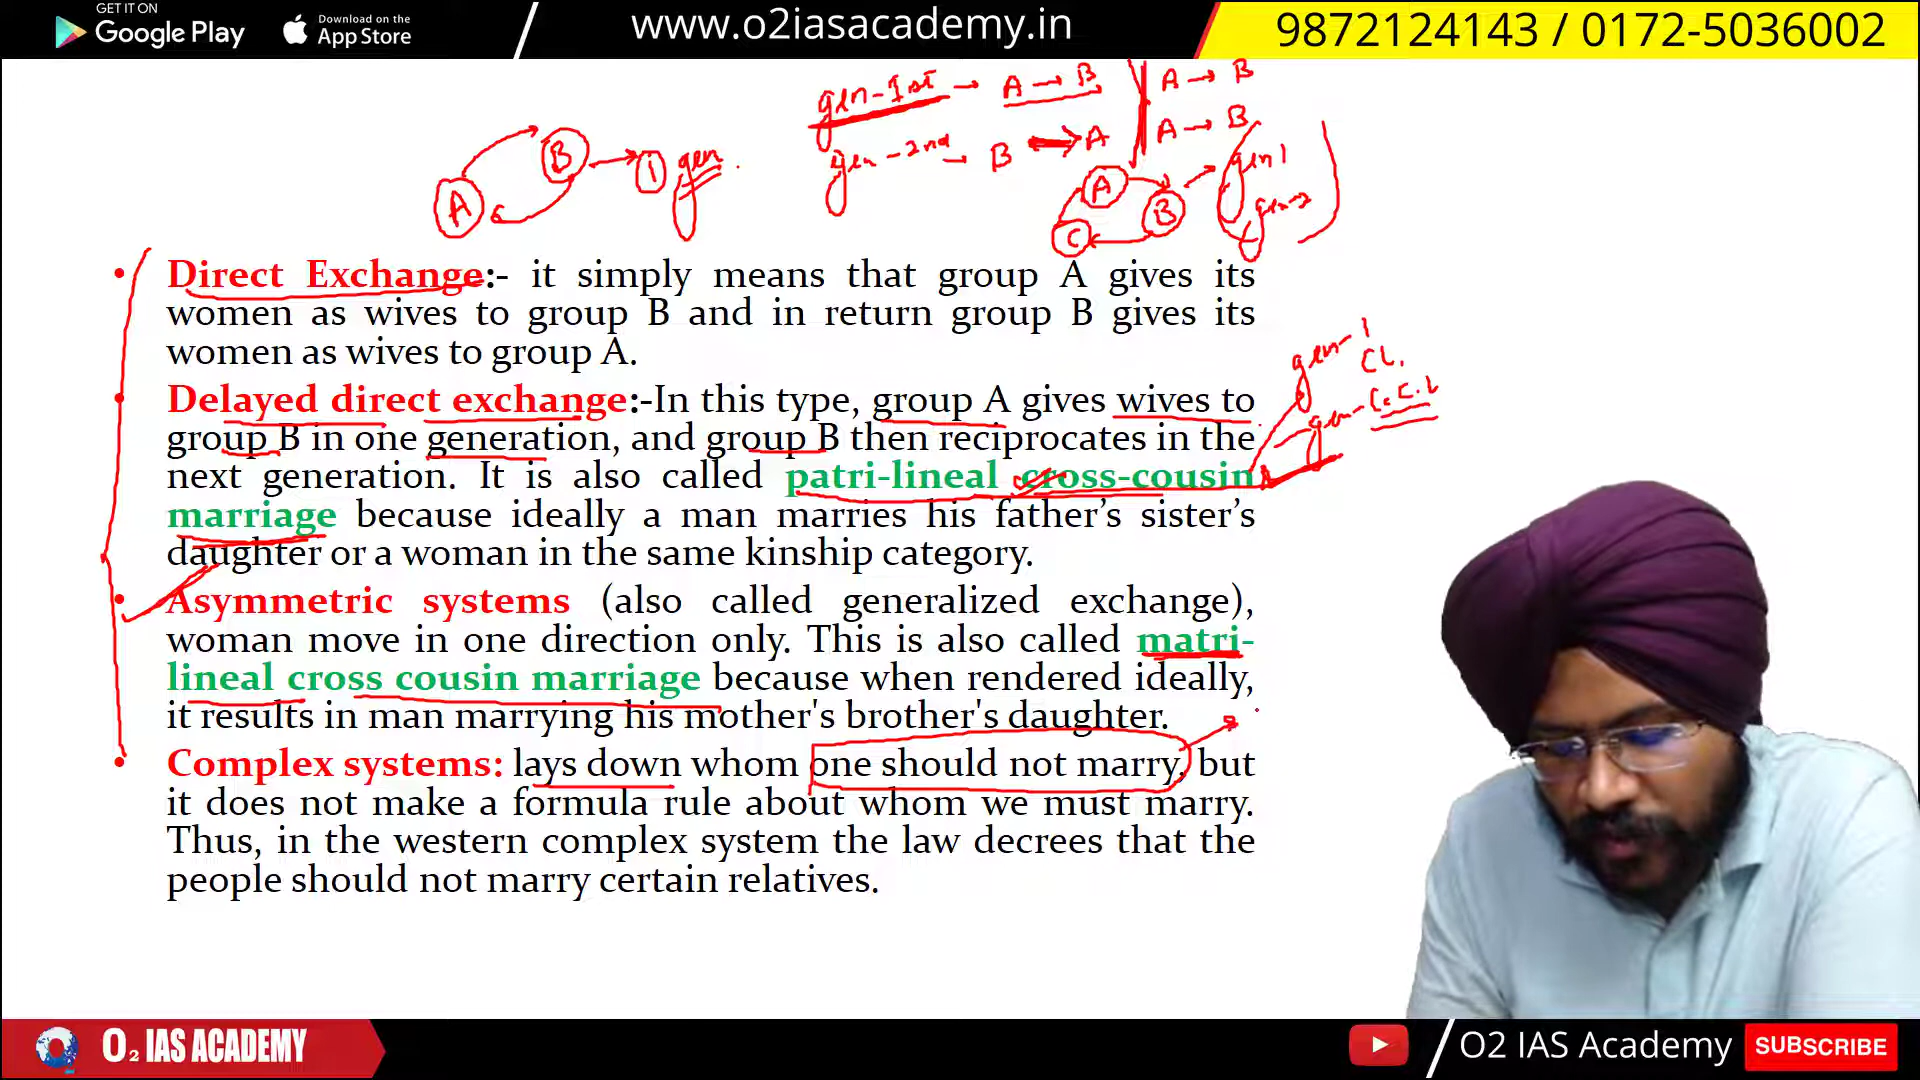 GET IT ON
Google Play
Download on the
App Store
www.o2iasacademy.in
9872124143 / 0172-5036002
gen-1st → A → B
A → B
gen-2nd → B A
A → B
A
B
1 gen
A
B
C
gen 1
• Direct Exchange:- it simply means that group A gives its
women as wives to group B and in return group B gives its
women as wives to group A.
• Delayed direct exchange:-In this type, group A gives wives to
group B in one generation, and group B then reciprocates in the
next generation. It is also called patri-lineal cross-cousin
marriage because ideally a man marries his father's sister's
daughter or a woman in the same kinship category.
gen-1
• Asymmetric systems (also called generalized exchange),
woman move in one direction only. This is also called matri-
lineal cross cousin marriage because when rendered ideally,
it results in man marrying his mother's brother's daughter.
• Complex systems: lays down whom one should not marry, but
it does not make a formula rule about whom we must marry.
Thus, in the western complex system the law decrees that the
people should not marry certain relatives.
O2 IAS ACADEMY
O2 IAS Academy
SUBSCRIBE